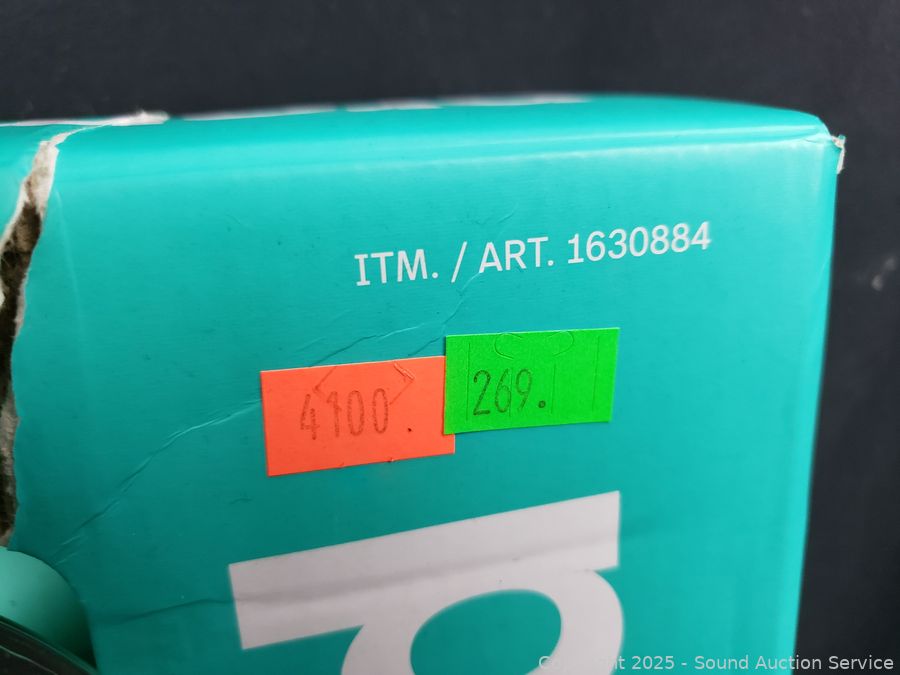 ITM. / ART. 1630884
4100.
269.
p
Copyright 2025 - Sound Auction Service